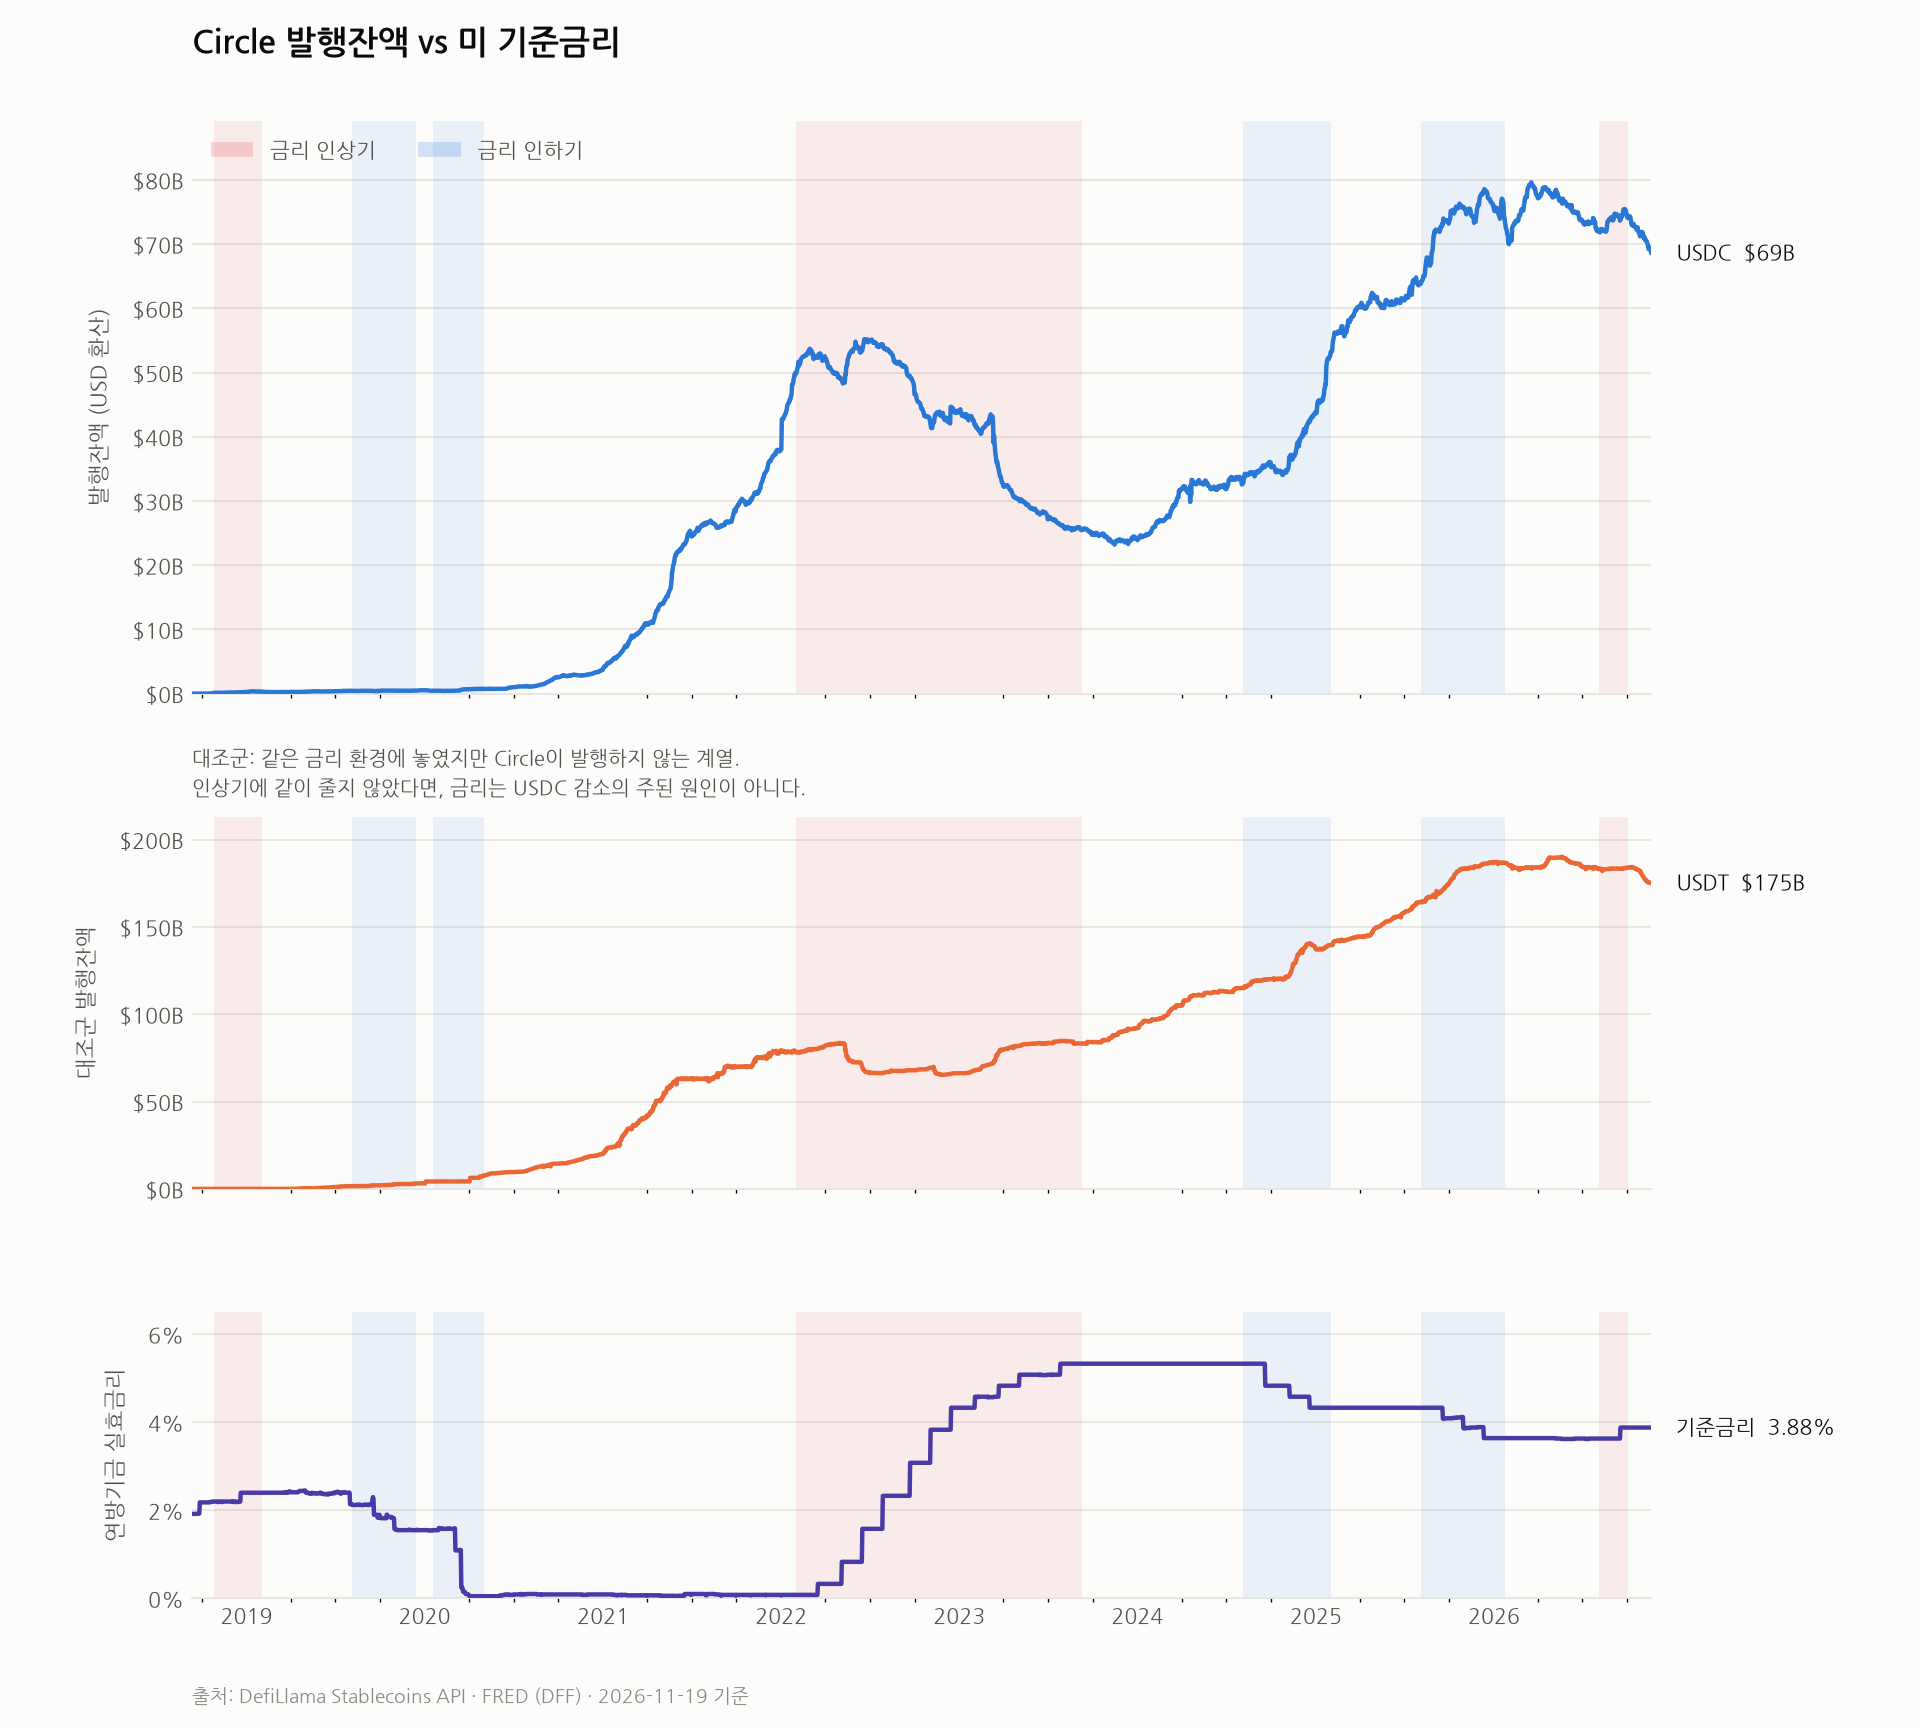 Circle 발행잔액 vs 미 기준금리
금리 인상기
금리 인하기
$80B
$70B
$60B
$50B
$40B
$30B
$20B
$10B
$0B
발행잔액 (USD 환산)
USDC $69B
대조군: 같은 금리 환경에 놓였지만 Circle이 발행하지 않는 계열.
인상기에 같이 줄지 않았다면, 금리는 USDC 감소의 주된 원인이 아니다.
$200B
$150B
$100B
$50B
$0B
대조군 발행잔액
USDT $175B
6%
4%
2%
0%
연방기금 실효금리
기준금리 3.88%
2019 2020 2021 2022 2023 2024 2025 2026
출처: DefiLlama Stablecoins API · FRED (DFF) · 2026-11-19 기준